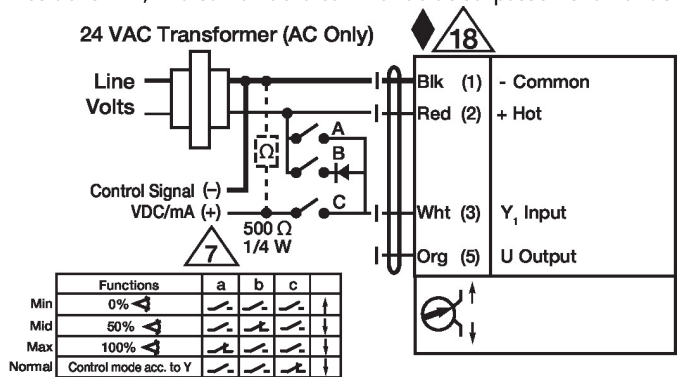 24 VAC Transformer (AC Only)
18
Line
Volts
Blk (1) - Common
Red (2) + Hot
A
Ω
B
Control Signal (–)
VDC/mA (+)
C
Wht (3) Y1 Input
500 Ω
1/4 W
7
Org (5) U Output
Functions a b c
Min 0%
Mid 50%
Max 100%
Normal Control mode acc. to Y